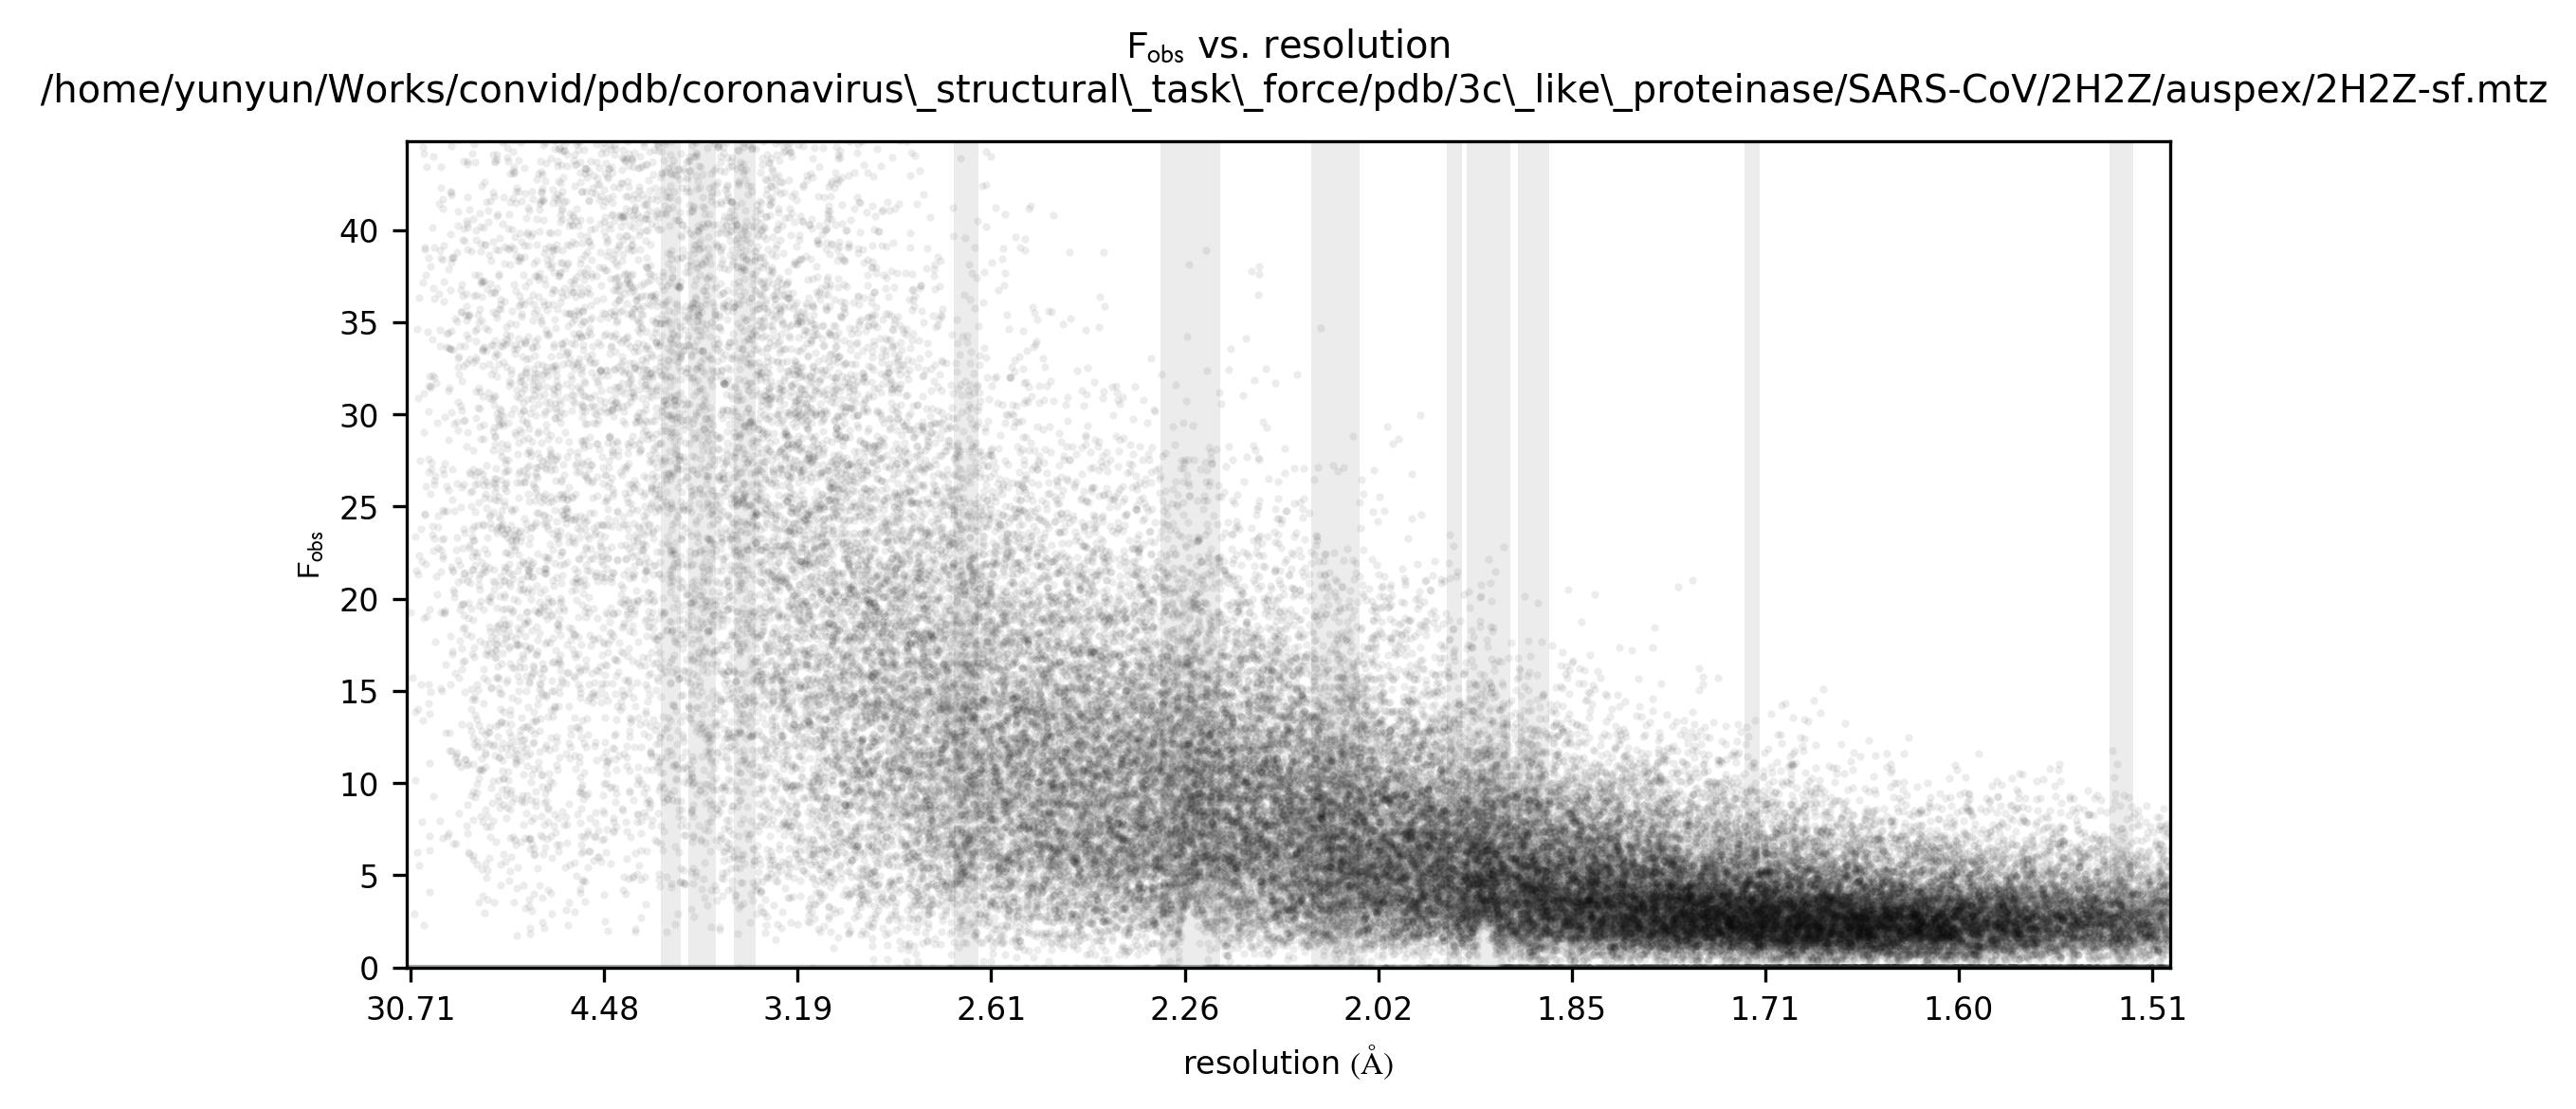 Fobs vs. resolution
/home/yunyun/Works/convid/pdb/coronavirus\_structural\_task\_force/pdb/3c\_like\_proteinase/SARS-CoV/2H2Z/auspex/2H2Z-sf.mtz
40
35
30
25
20
15
10
5
0
Fobs
30.71 4.48 3.19 2.61 2.26 2.02 1.85 1.71 1.60 1.51
resolution (Å)